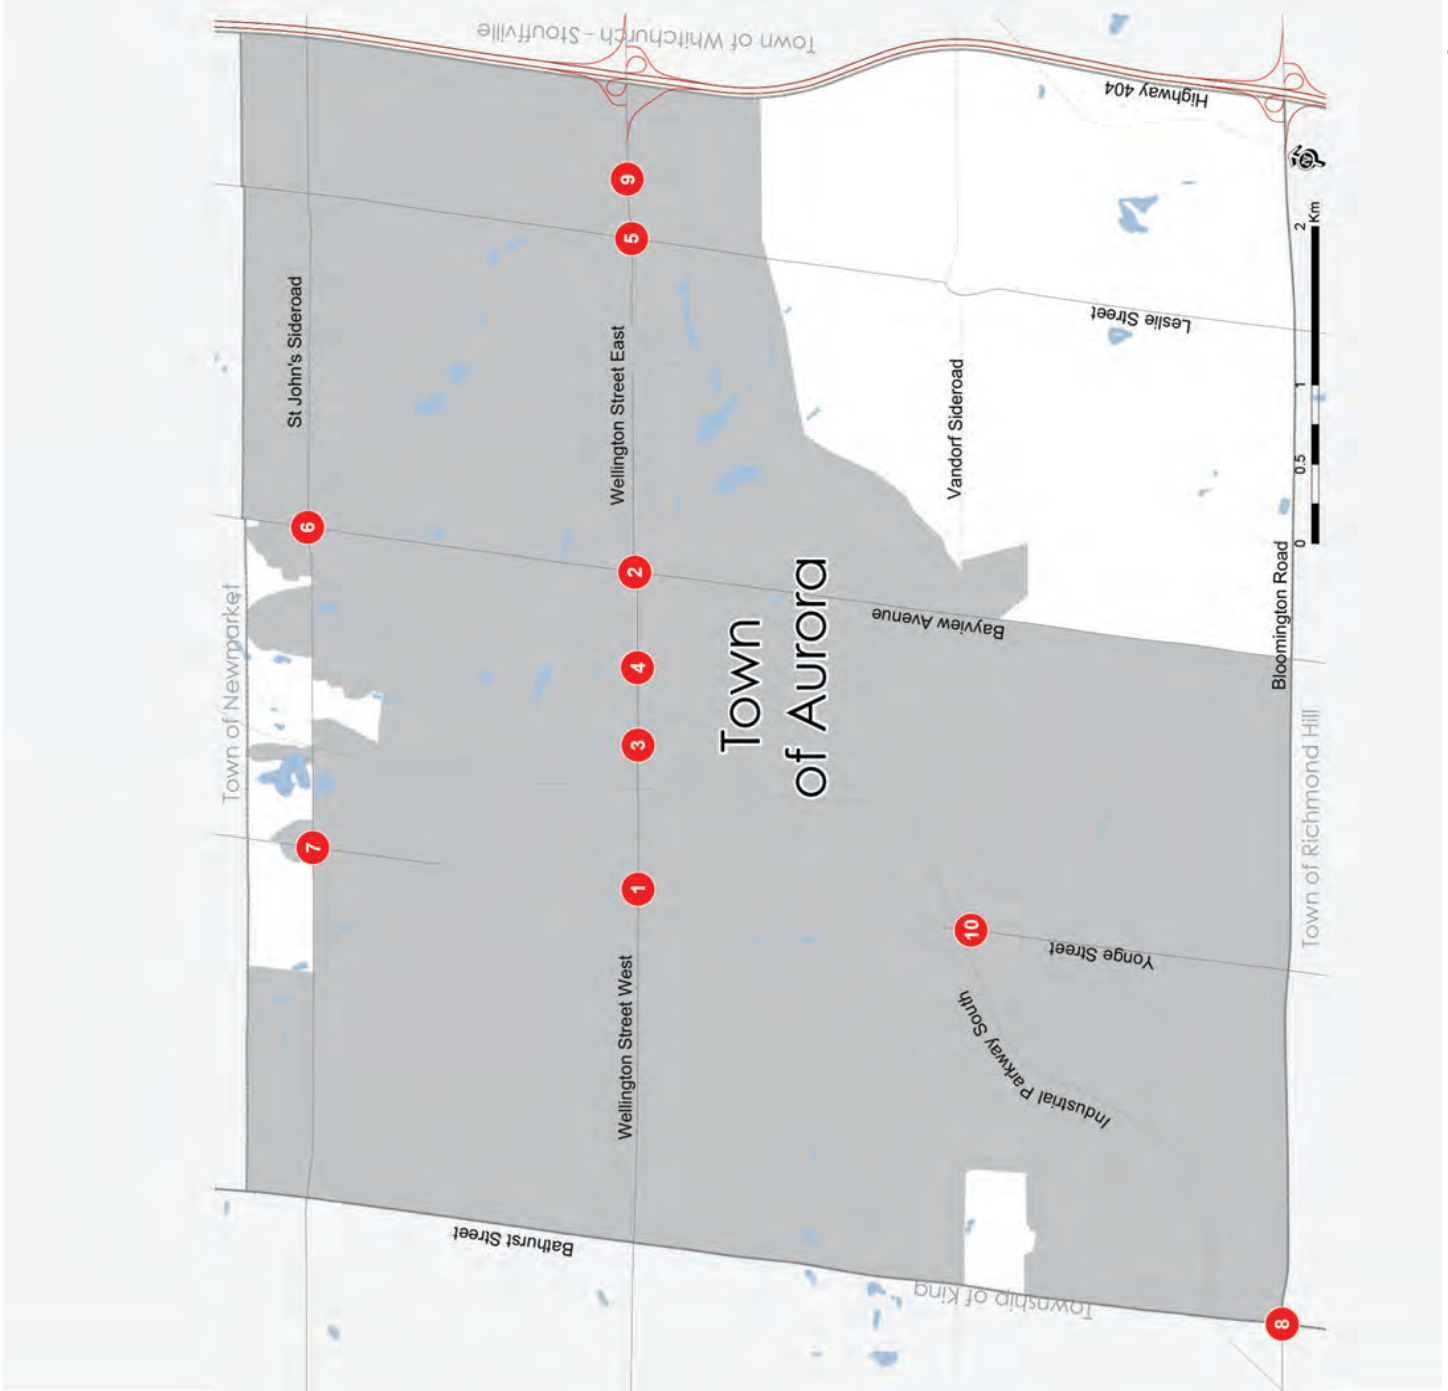 Town of Whitchurch - Stouffville
Highway 404
9
5
St John's Sideroad
Wellington Street East
Leslie Street
Vandorf Sideroad
2
Km
1
0.5
0
6
2
Town of Newmarket
Bayview Avenue
Bloomington Road
4
3
Town
of Aurora
7
1
10
Yonge Street
Town of Richmond Hill
Wellington Street West
Industrial Parkway South
Bathurst Street
Township of King
8